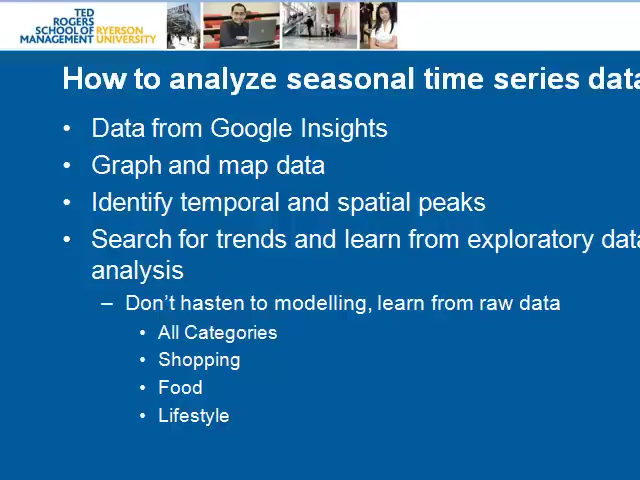 TED
ROGERS
SCHOOL OF
MANAGEMENT
RYERSON
UNIVERSITY
How to analyze seasonal time series data
• Data from Google Insights
• Graph and map data
• Identify temporal and spatial peaks
• Search for trends and learn from exploratory data
analysis
– Don't hasten to modelling, learn from raw data
• All Categories
• Shopping
• Food
• Lifestyle